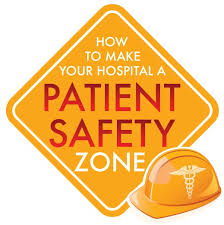 HOW
TO MAKE
YOUR HOSPITAL A
PATIENT
SAFETY
ZONE